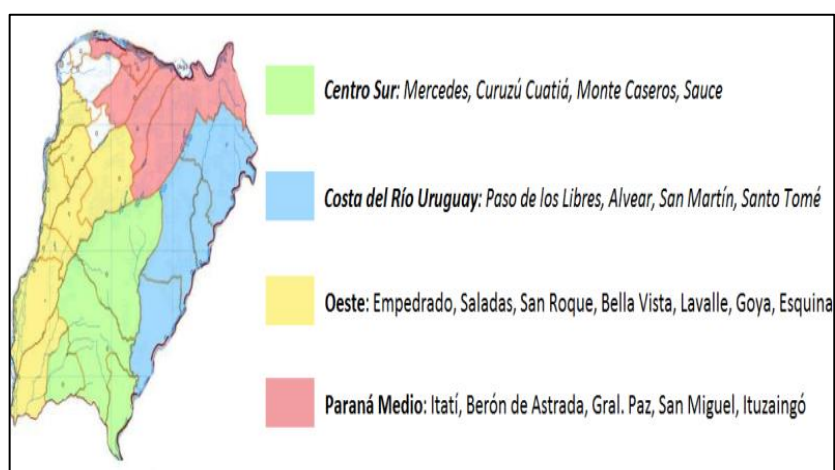 Centro Sur: Mercedes, Curuzú Cuatiá, Monte Caseros, Sauce
Costa del Río Uruguay: Paso de los Libres, Alvear, San Martín, Santo Tomé
Oeste: Empedrado, Saladas, San Roque, Bella Vista, Lavalle, Goya, Esquina
Paraná Medio: Itatí, Berón de Astrada, Gral. Paz, San Miguel, Ituzaingó